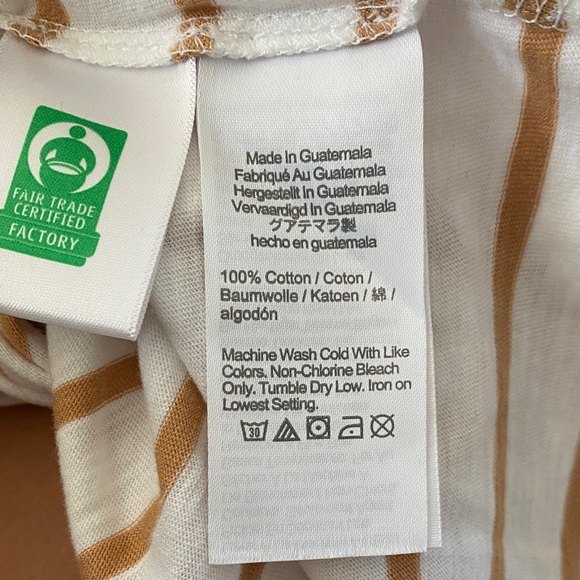 FAIR TRADE
CERTIFIED
FACTORY
Made In Guatemala
Fabriqué Au Guatemala
Hergestellt In Guatemala
Vervaardigd In Guatemala
グアテマラ製
hecho en guatemala
100% Cotton / Coton /
Baumwolle / Katoen / 綿 /
algodón
Machine Wash Cold With Like
Colors. Non-Chlorine Bleach
Only. Tumble Dry Low. Iron on
Lowest Setting.
30